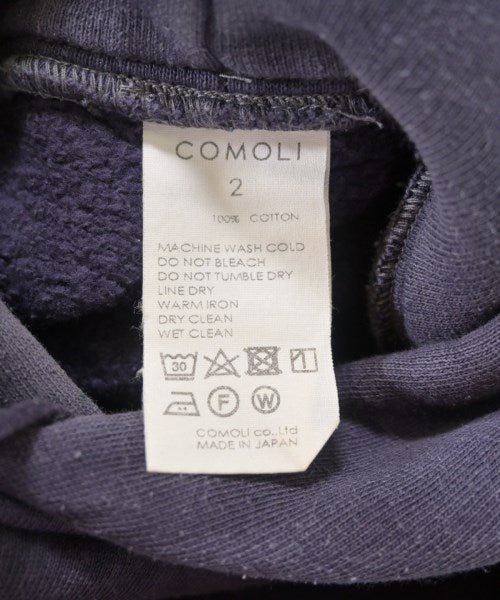 COMOLI
2
100% COTTON
MACHINE WASH COLD
DO NOT BLEACH
DO NOT TUMBLE DRY
LINE DRY
WARM IRON
DRY CLEAN
WET CLEAN
30
F W
COMOLI co.,Ltd
MADE IN JAPAN